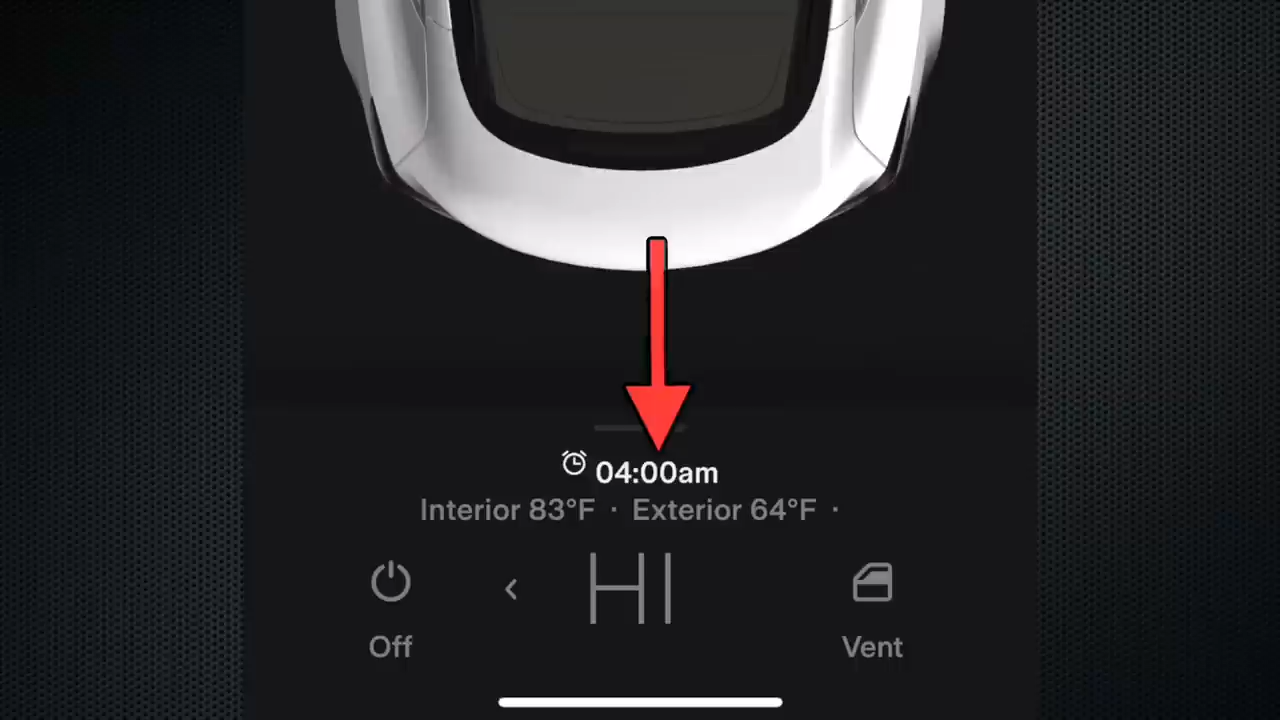 04:00am
Interior 83°F · Exterior 64°F ·
HI
Off
Vent